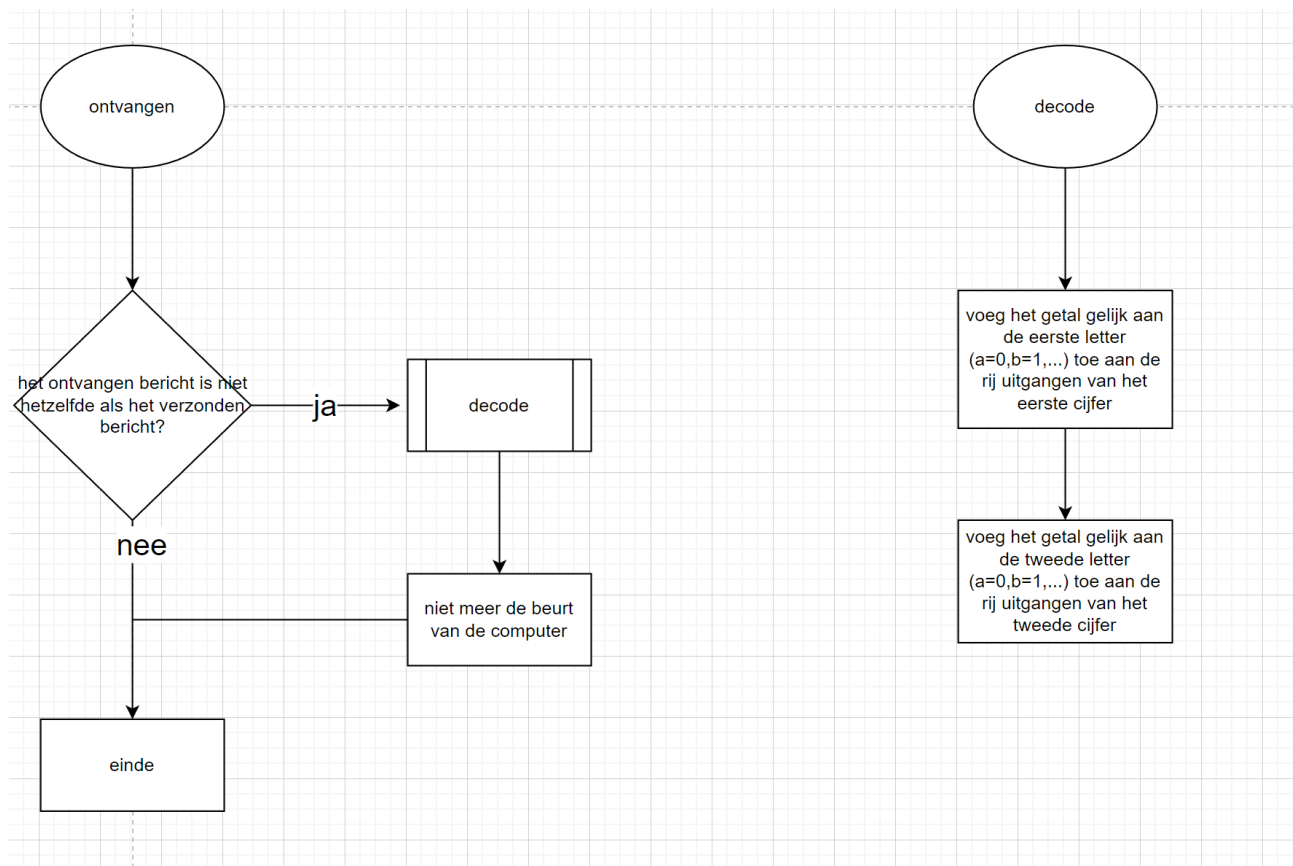 ontvangen
het ontvangen bericht is niet
hetzelfde als het verzonden
bericht?
ja
decode
nee
niet meer de beurt
van de computer
einde
decode
voeg het getal gelijk aan
de eerste letter
(a=0,b=1,...) toe aan de
rij uitgangen van het
eerste cijfer
voeg het getal gelijk aan
de tweede letter
(a=0,b=1,...) toe aan de
rij uitgangen van het
tweede cijfer